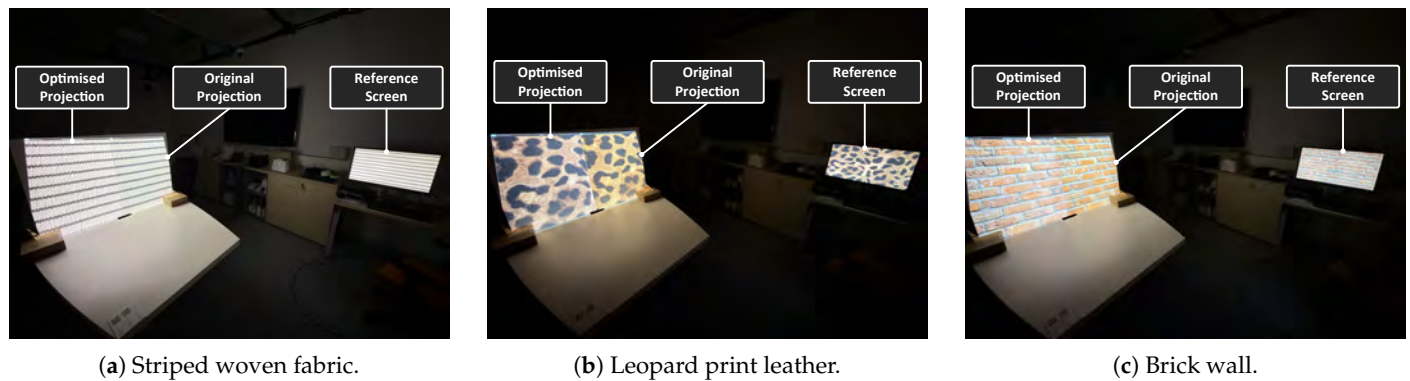 Optimised
Projection
Original
Projection
Reference
Screen
Optimised
Projection
Original
Projection
Reference
Screen
Optimised
Projection
Original
Projection
Reference
Screen
(a) Striped woven fabric.
(b) Leopard print leather.
(c) Brick wall.